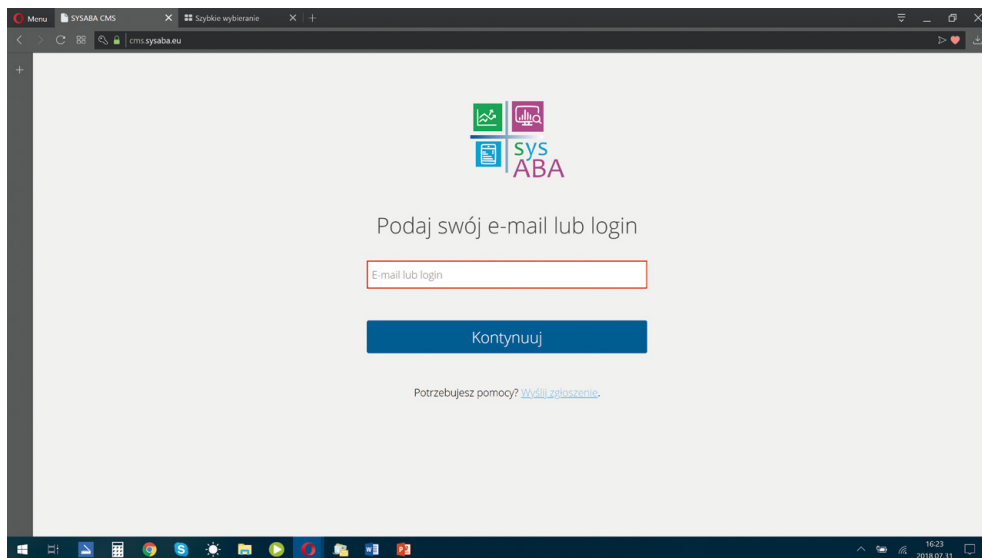 Menu
SYSABA CMS
Szybkie wybieranie
cms.sysaba.eu
sys
ABA
Podaj swój e-mail lub login
E-mail lub login
Kontynuuj
Potrzebujesz pomocy? Wyślij zgłoszenie.
16:23
2018.07.31